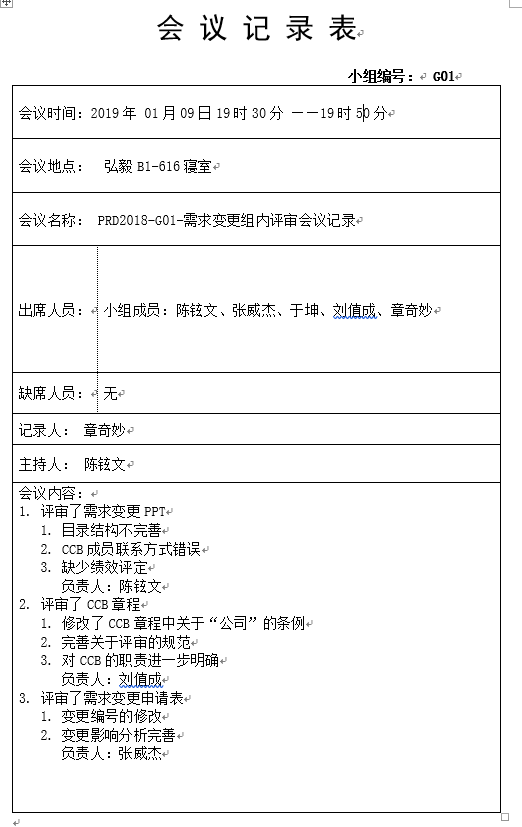 会 议 记 录 表
小组编号： G01
会议时间：2019 年 01 月 09 日 19 时 30 分 ——19 时 50 分
会议地点： 弘毅 B1-616 寝室
会议名称： PRD2018-G01-需求变更组内评审会议记录
出席人员： 小组成员：陈铉文、张威杰、于坤、刘值成、章奇妙
缺席人员： 无
记录人： 章奇妙
主持人： 陈铉文
会议内容：
1. 评审了需求变更 PPT
1. 目录结构不完善
2. CCB 成员联系方式错误
3. 缺少绩效评定
负责人：陈铉文
2. 评审了 CCB 章程
1. 修改了 CCB 章程中关于“公司”的条例
2. 完善关于评审的规范
3. 对 CCB 的职责进一步明确
负责人：刘值成
3. 评审了需求变更申请表
1. 变更编号的修改
2. 变更影响分析完善
负责人：张威杰